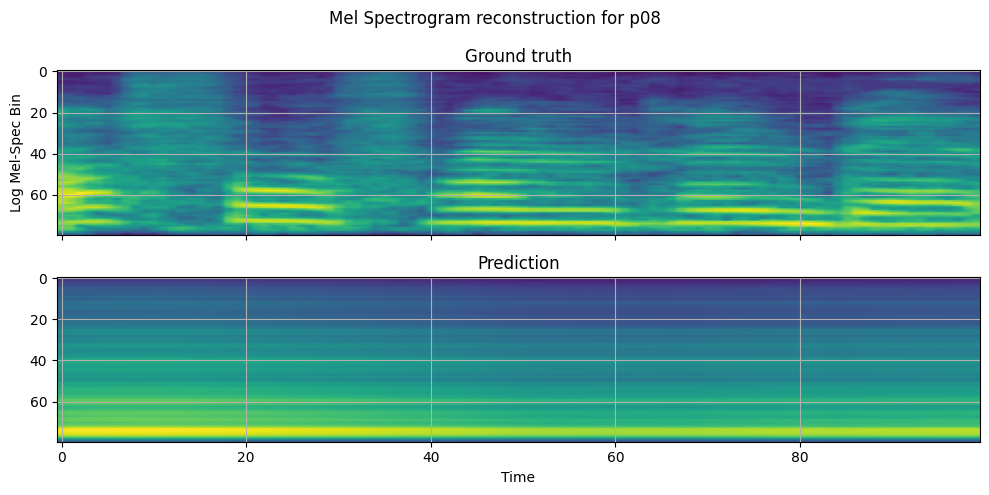 Mel Spectrogram reconstruction for p08
Ground truth
0
20
40
60
Log Mel-Spec Bin
Prediction
0
20
40
60
0 20 40 60 80
Time